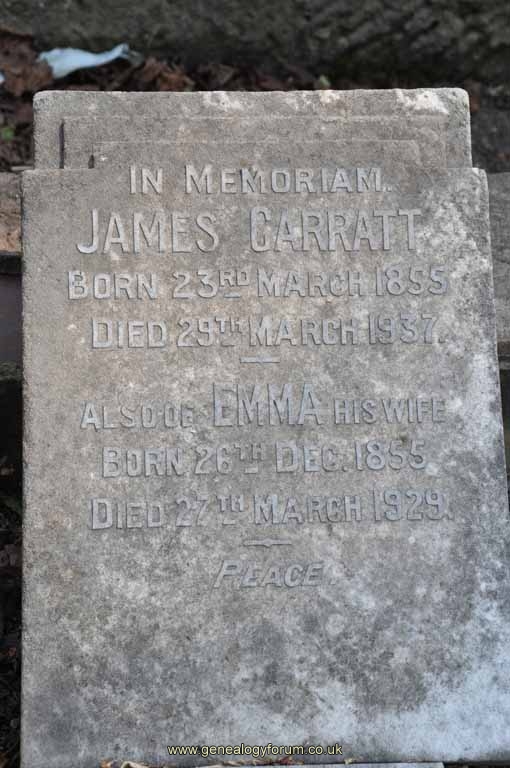 IN MEMORIAM.
JAMES CARRATT
BORN 23RD MARCH 1855
DIED 29TH MARCH 1937.
ALSO OF EMMA HIS WIFE
BORN 26TH DEC. 1855
DIED 27TH MARCH 1929.
PEACE.
www.genealogyforum.co.uk